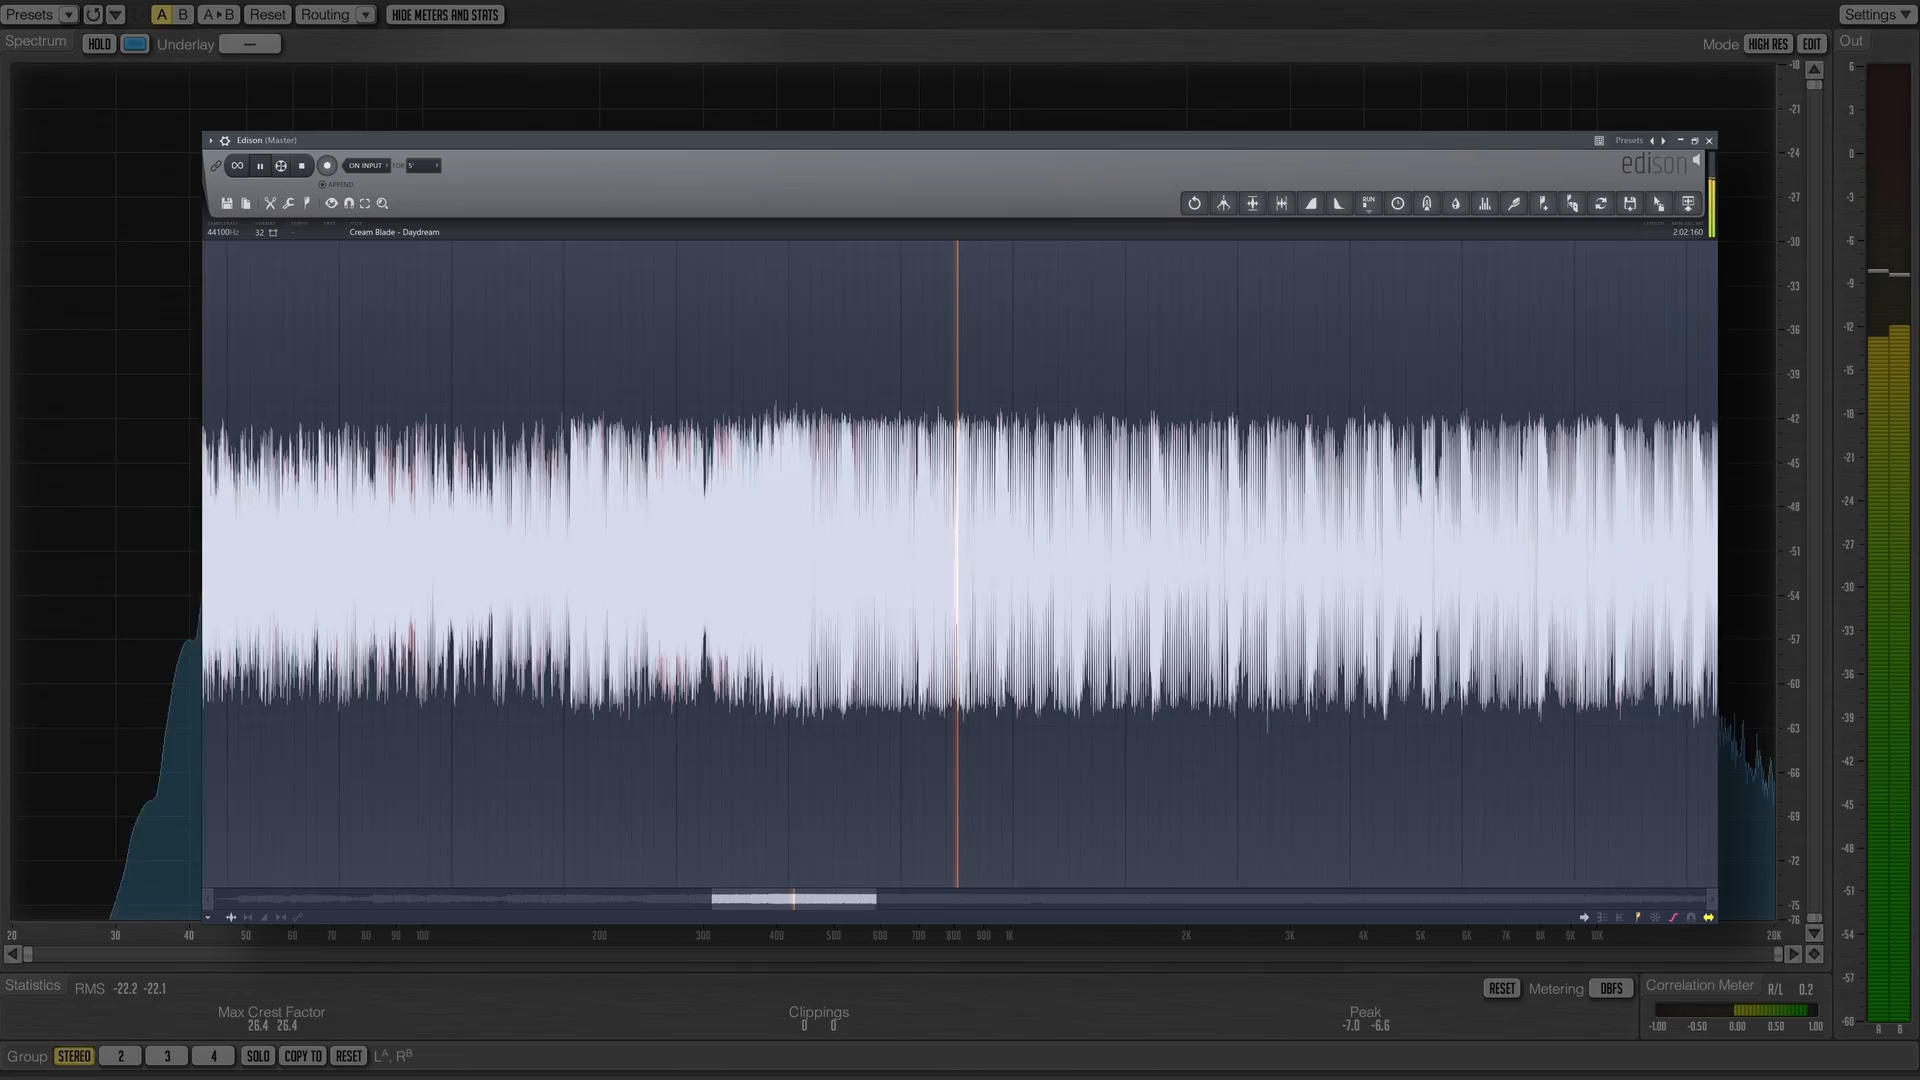 Presets A B A▸B Reset Routing HIDE METERS AND STATS Settings
Spectrum HOLD Underlay --- Mode HIGH RES EDIT Out
Edison (Master) Presets
ON INPUT FOR 5'
APPEND
edison
RUN
44100Hz 32 Cream Blade - Daydream 2:02:160
-18
-21
-24
-27
-30
-33
-36
-39
-42
-45
-48
-51
-54
-57
-60
-63
-66
-69
-72
-75
-76
6
3
0
-3
-6
-9
-12
-15
-18
-21
-24
-27
-30
-33
-36
-39
-42
-45
-48
-51
-54
-57
-60
A B
20 30 40 50 60 70 80 90 100 200 300 400 500 600 700 800 900 1K 2K 3K 4K 5K 6K 7K 8K 9K 10K 20K
Statistics RMS -22.2 -22.1 RESET Metering DBFS Correlation Meter R/L 0.2
Max Crest Factor Clippings Peak
26.4 26.4 0 0 -7.0 -6.6
-1.00 -0.50 0.00 0.50 1.00
Group STEREO 2 3 4 SOLO COPY TO RESET Lᴬ, Rᴮ